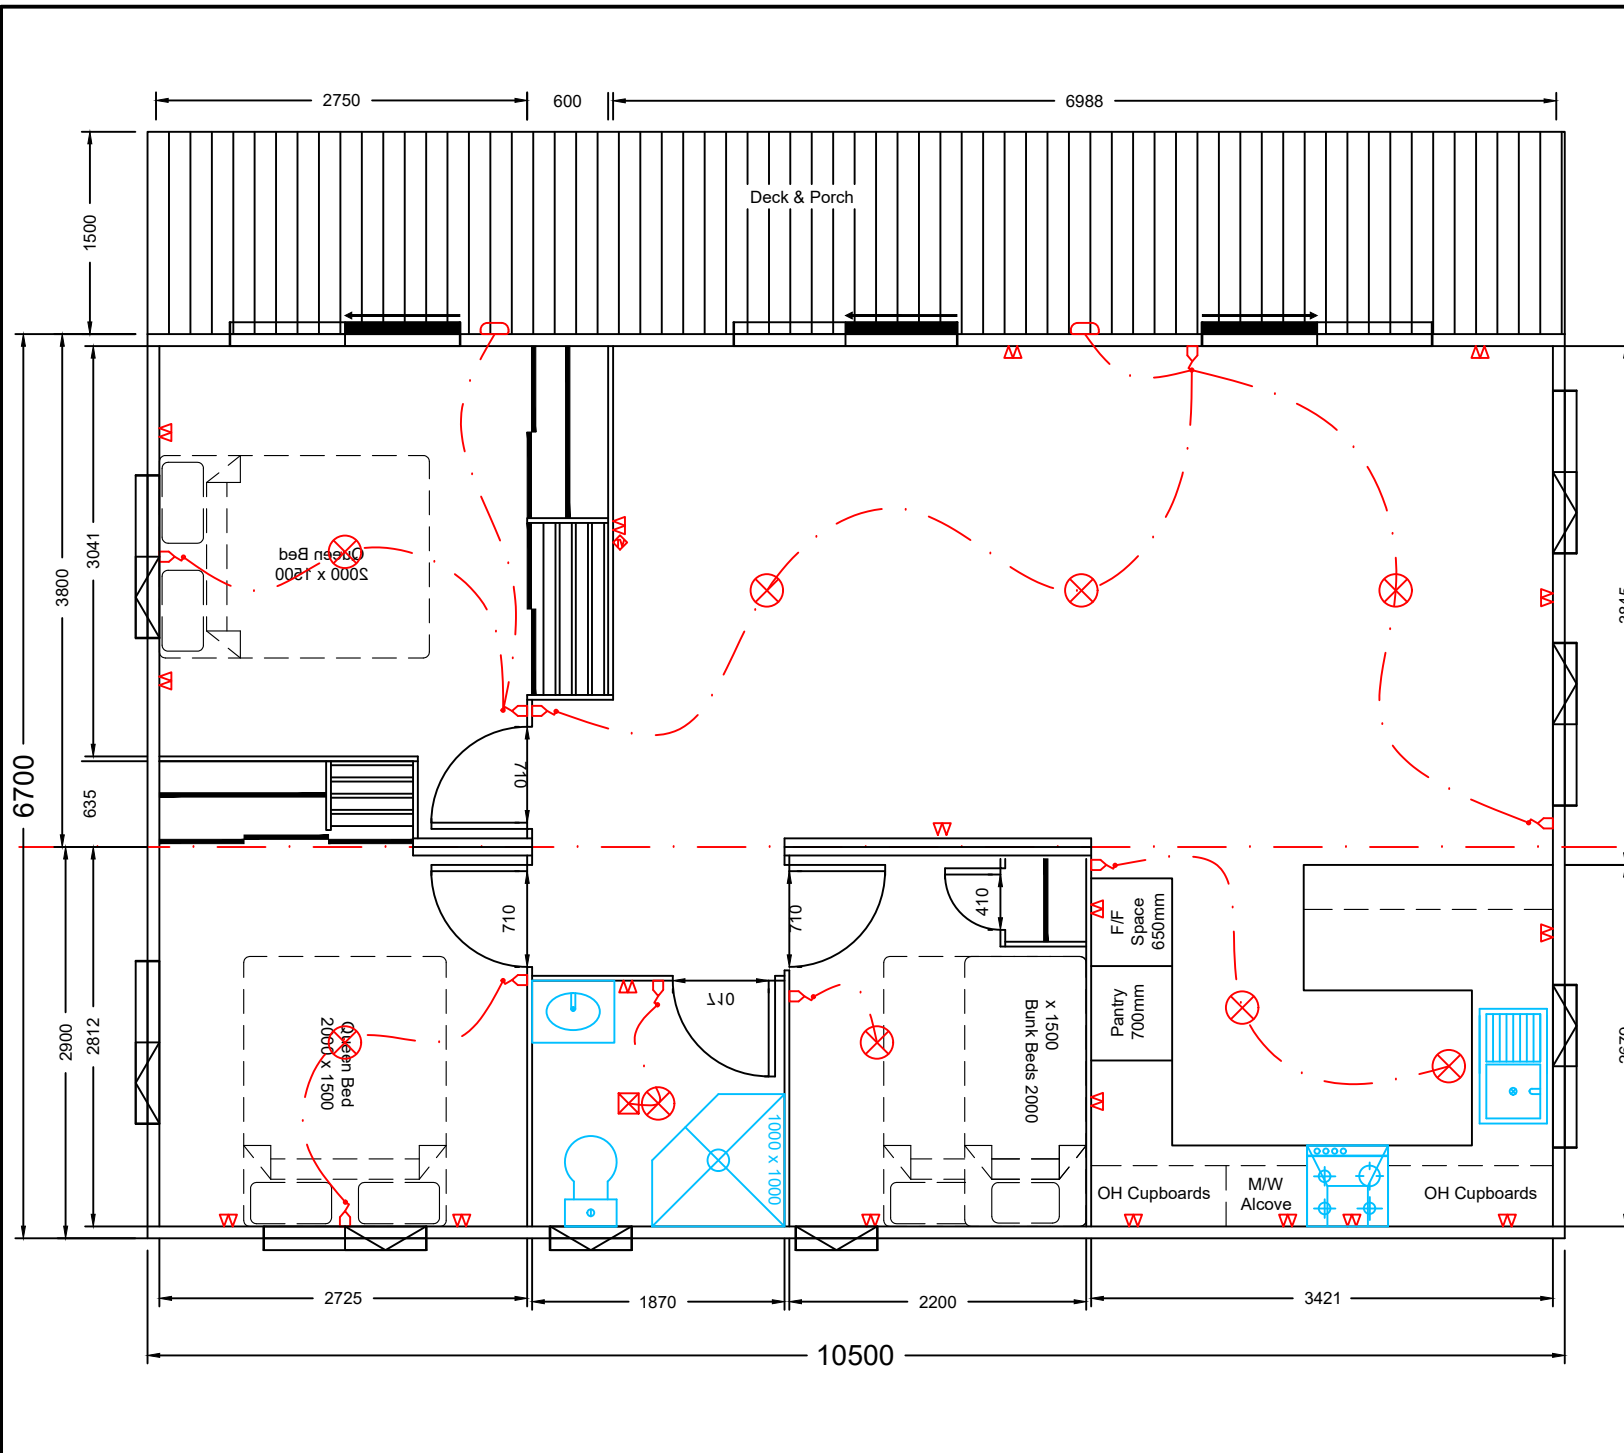 2750
600
6988
Deck & Porch
1500
3041
3800
Queen Bed
2000 x 1500
6700
635
710
710
710
410
F/F
Space
650mm
Pantry
700mm
710
x 1500
Bunk Beds 2000
2900
2812
Queen Bed
2000 x 1500
1000 x 1000
OH Cupboards
M/W
Alcove
OH Cupboards
2725
1870
2200
3421
10500